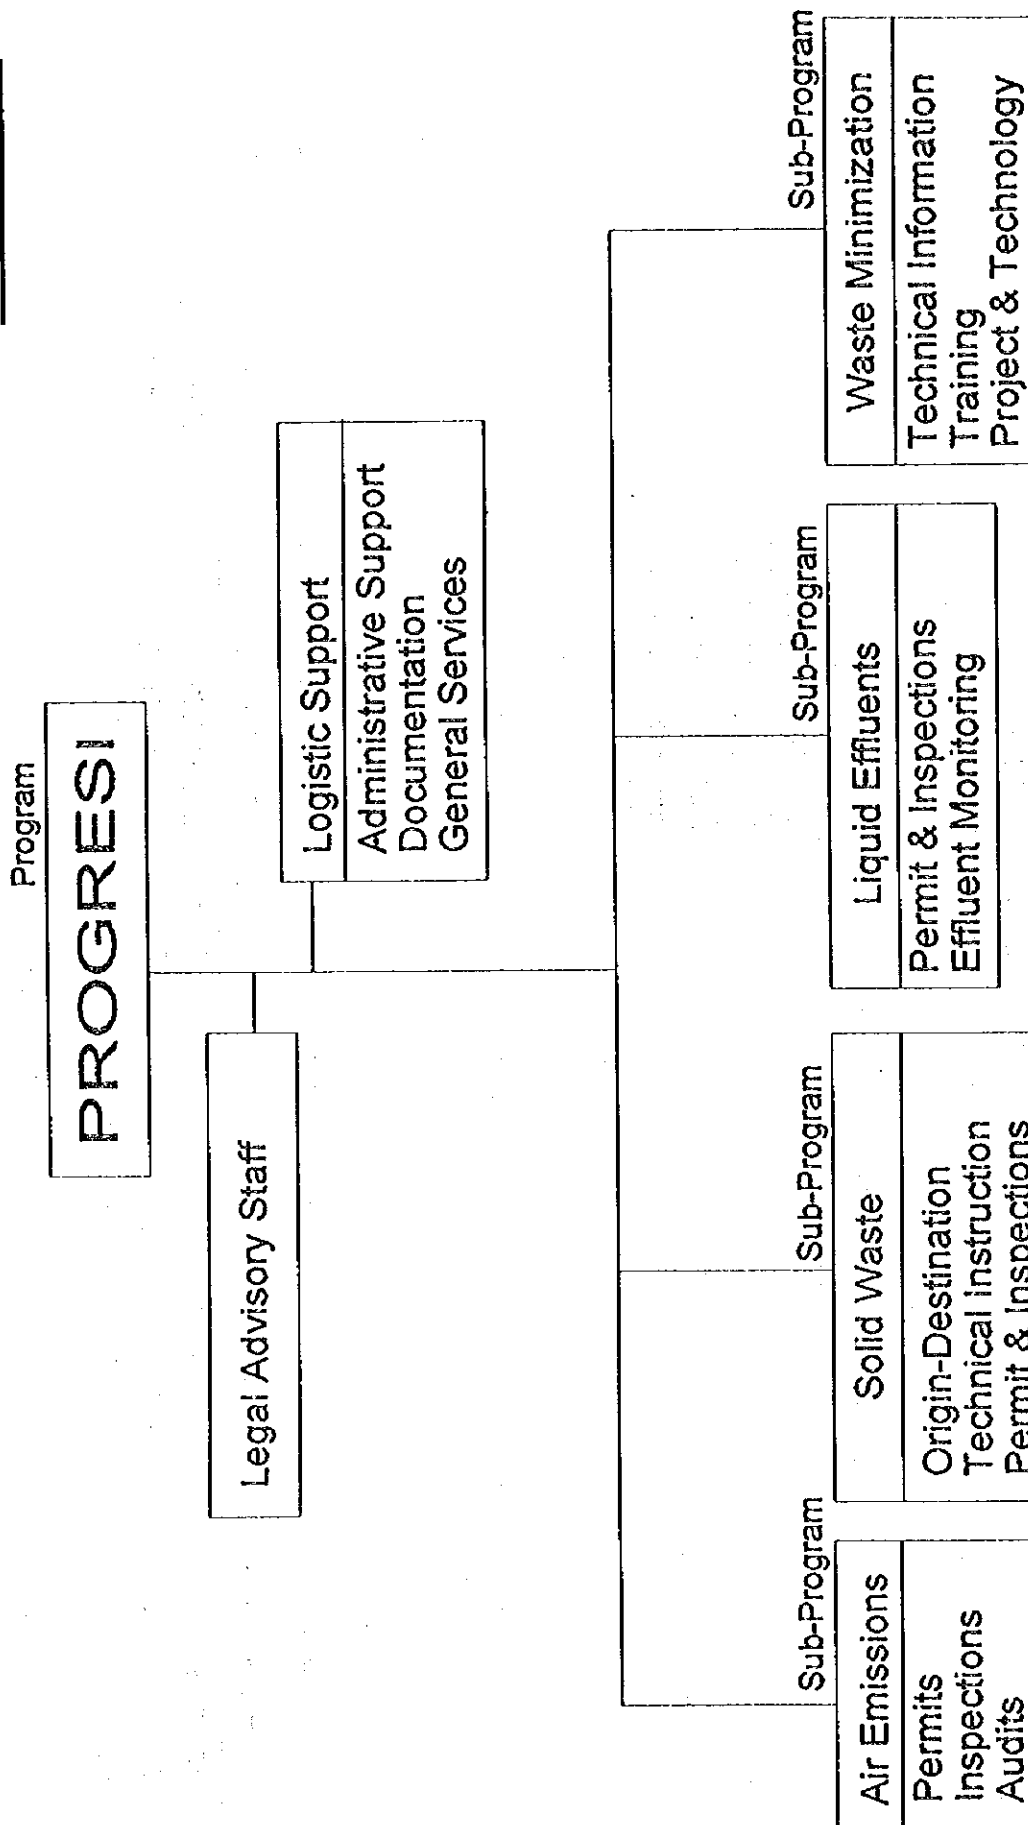 Program
PROGRESI
Legal Advisory Staff
Logistic Support
Administrative Support
Documentation
General Services
Sub-Program
Air Emissions
Permits
Inspections
Audits
Sub-Program
Solid Waste
Origin-Destination
Technical Instruction
Permit & Inspections
Sub-Program
Liquid Effluents
Permit & Inspections
Effluent Monitoring
Sub-Program
Waste Minimization
Technical Information
Training
Project & Technology